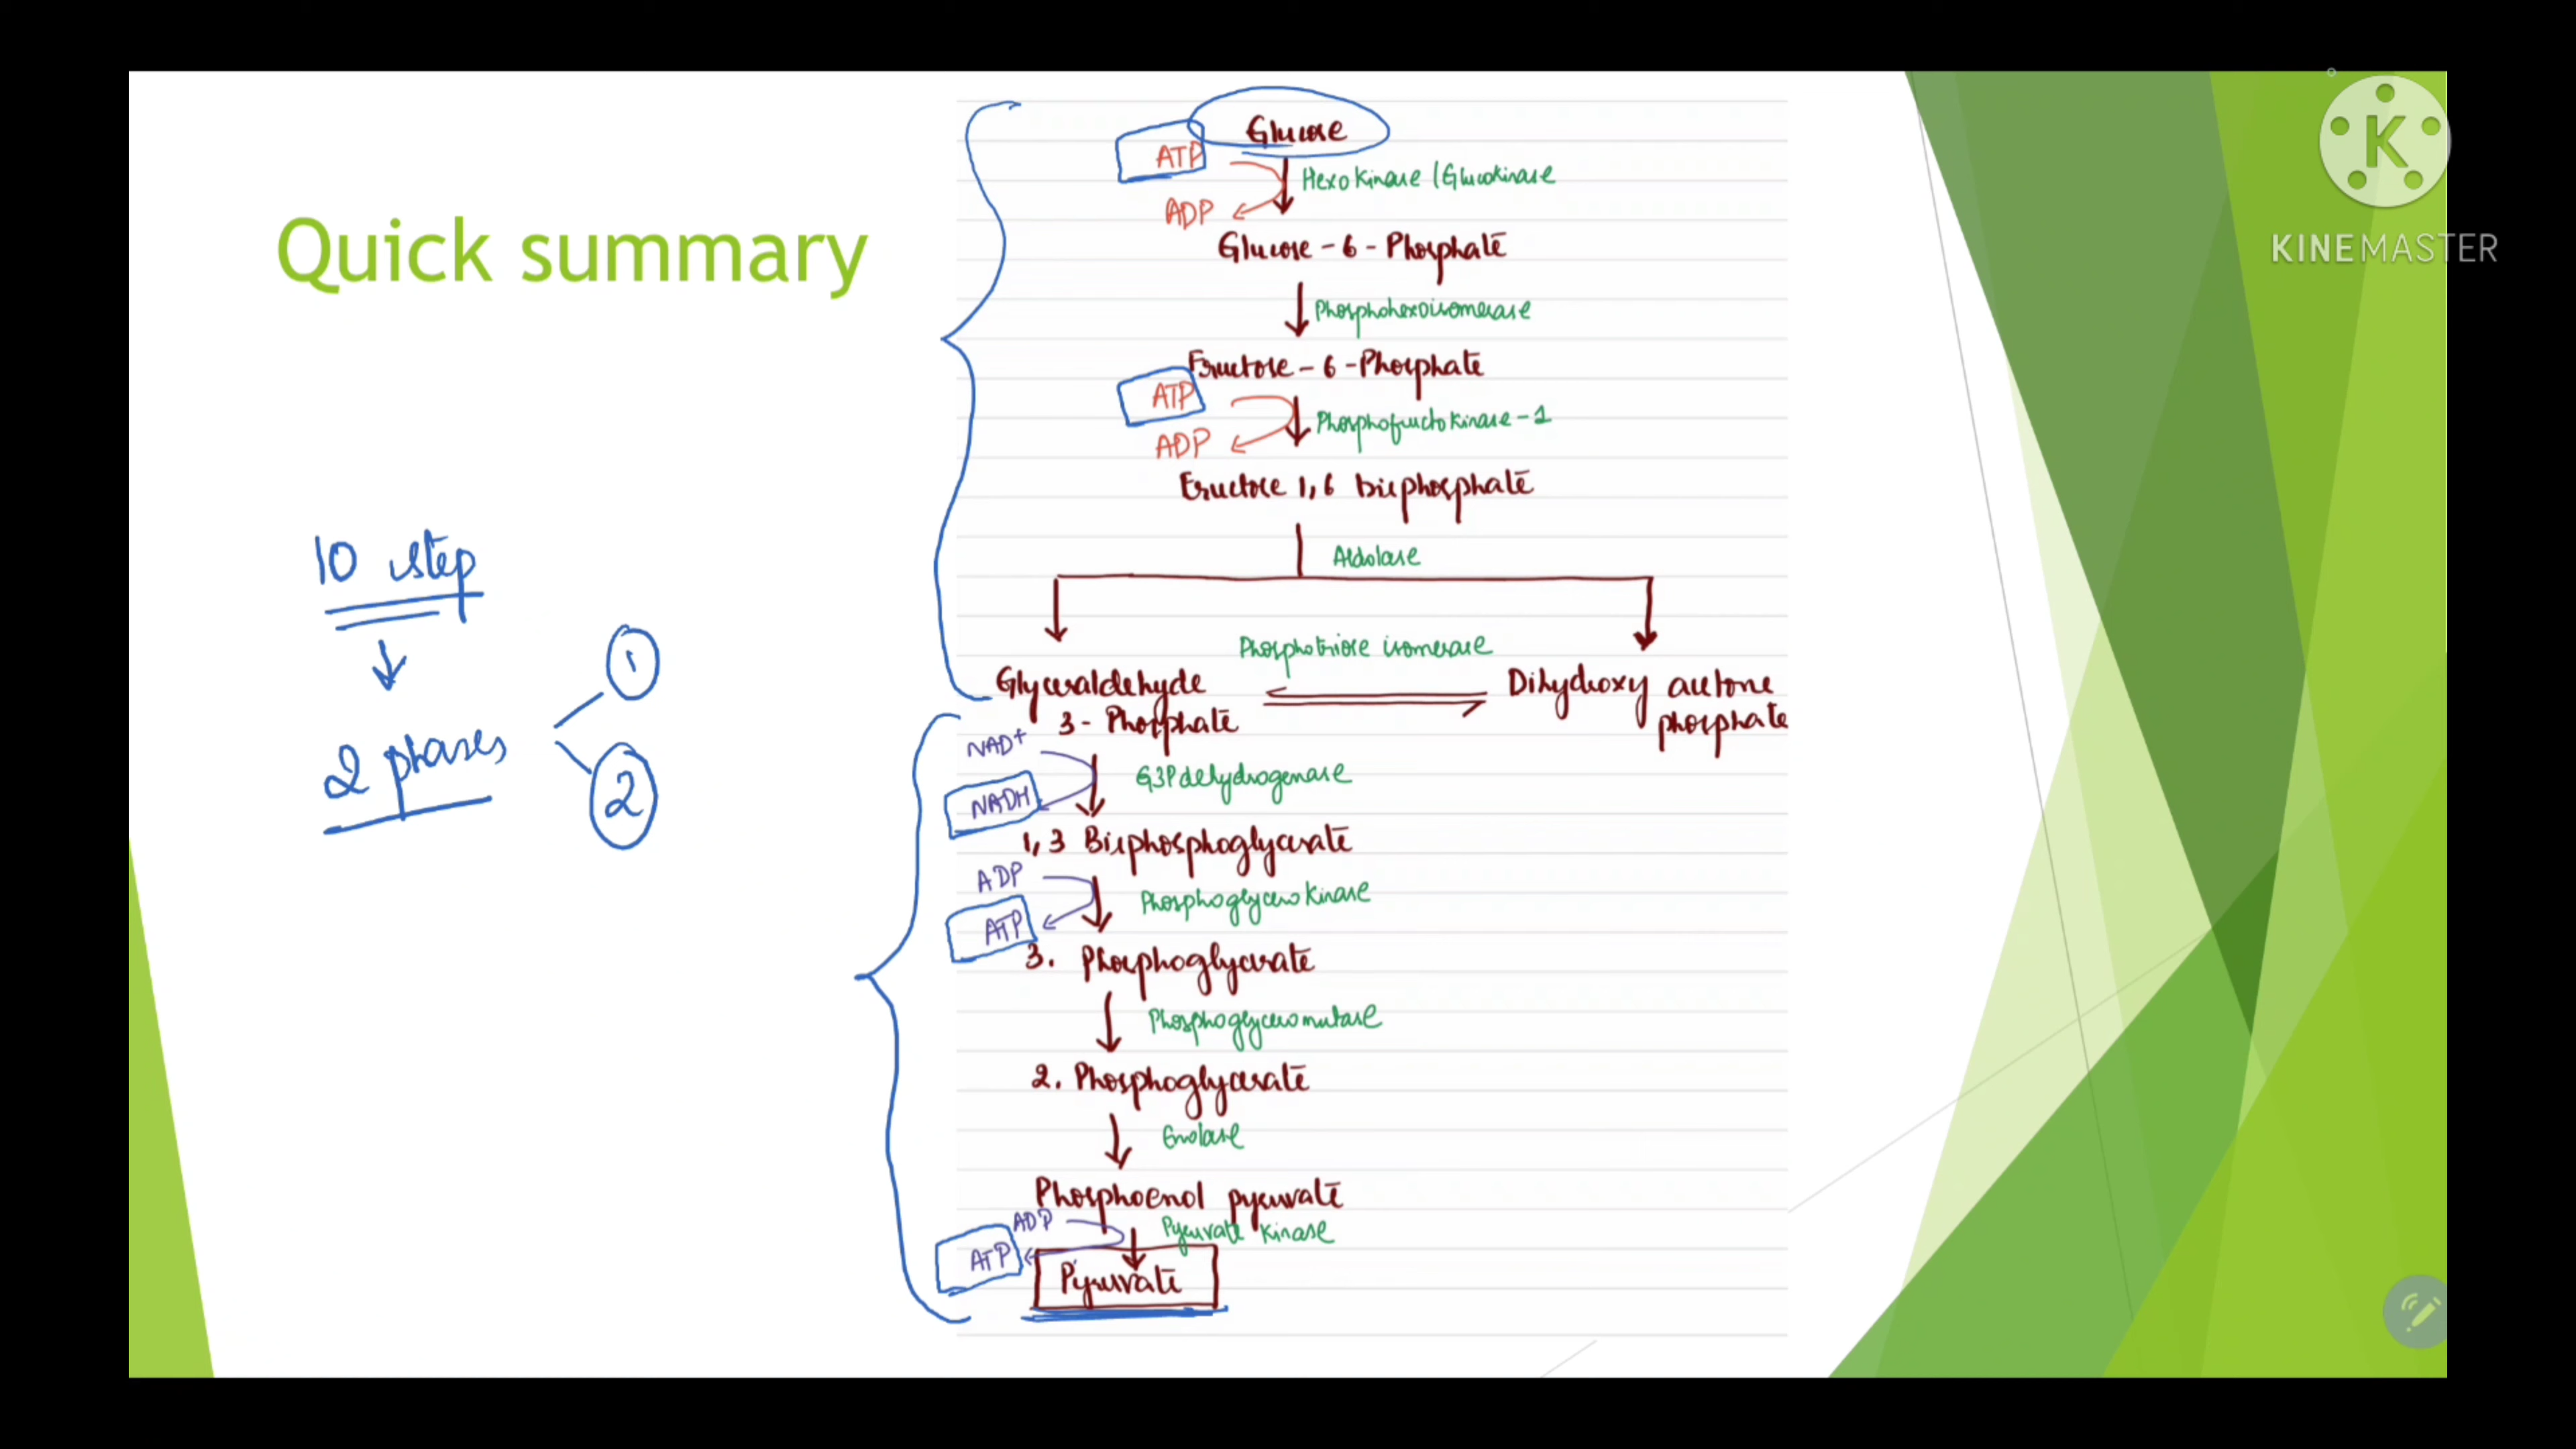 Quick summary
10 step
2 phases
1
2
Glucose
ATP
Hexokinase / Glucokinase
ADP
Glucose - 6 - Phosphate
Phosphohexoisomerase
Fructose - 6 - Phosphate
ATP
Phosphofructokinase - 1
ADP
Fructose 1,6 bisphosphate
Aldolase
Phosphotriose isomerase
Glyceraldehyde
3 - Phosphate
Dihydroxy acetone
phosphate
NAD+
G3P dehydrogenase
NADH
1,3 Bisphosphoglycerate
ADP
Phosphoglycerokinase
ATP
3. Phosphoglycerate
Phosphoglyceromutase
2. Phosphoglycerate
Enolase
Phosphoenol pyruvate
ADP
Pyruvate kinase
ATP
Pyruvate
K
KINEMASTER